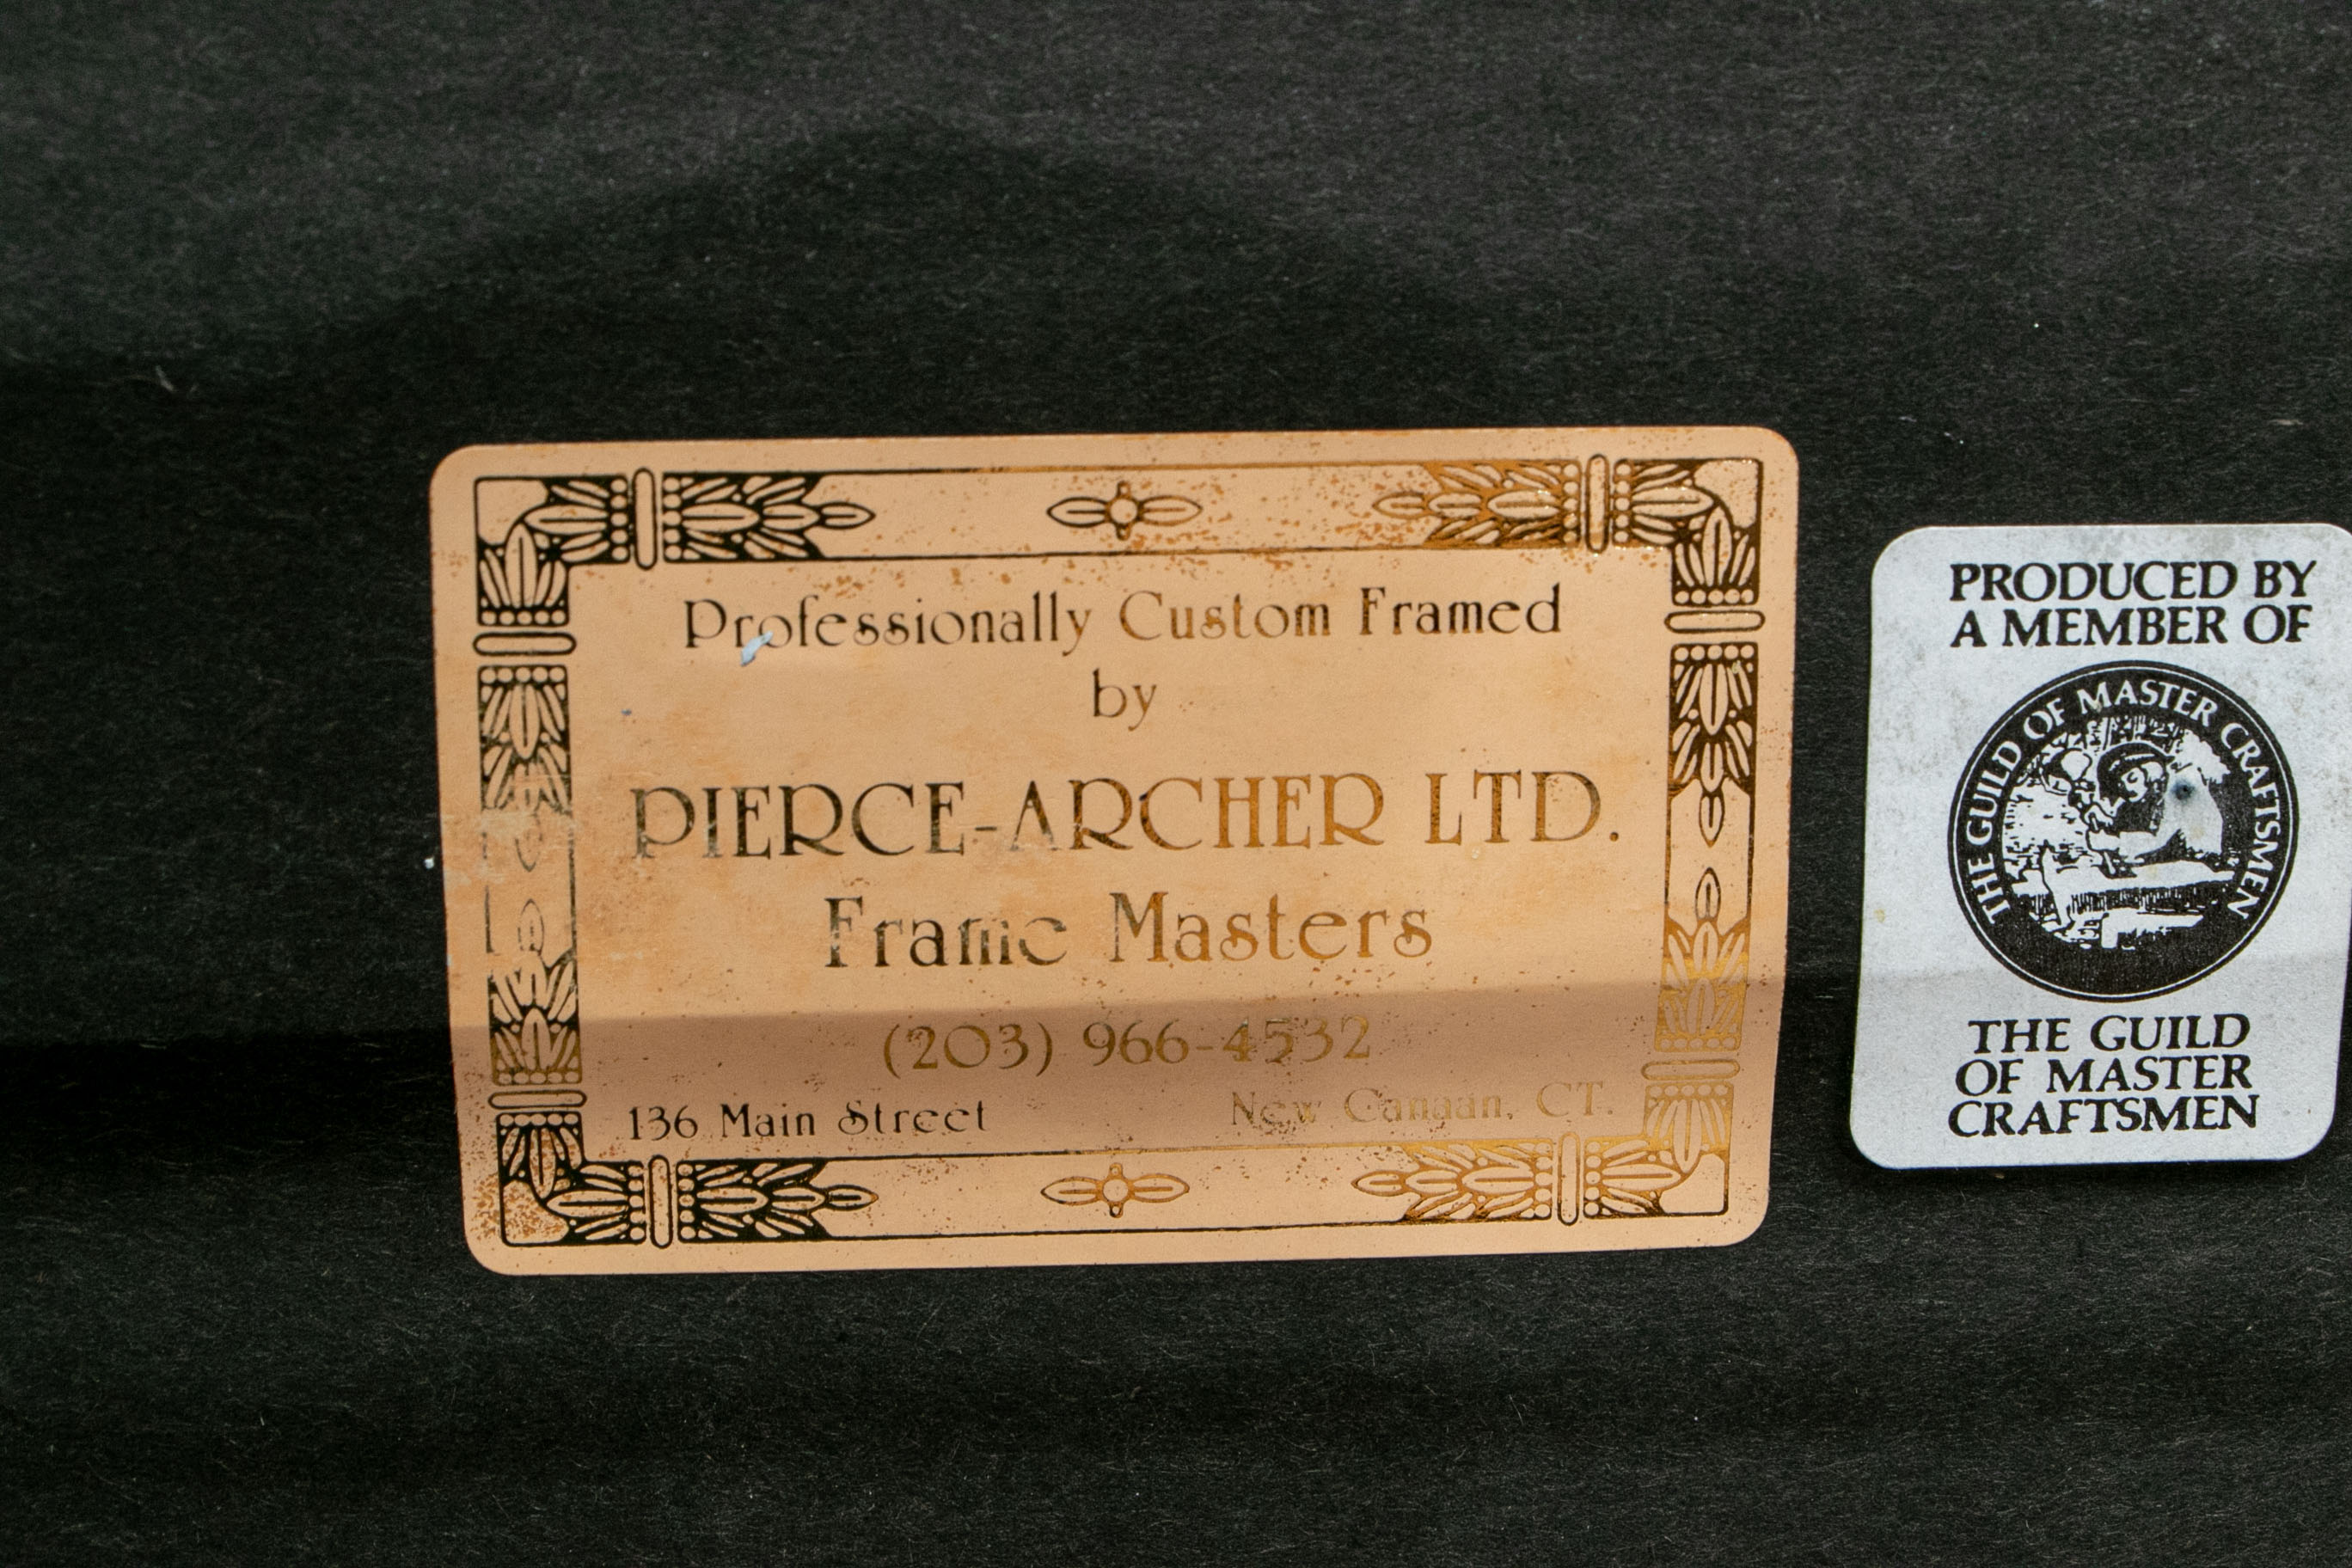 Professionally Custom Framed
by
PIERCE-ARCHER LTD.
Frame Masters
(203) 966-4532
136 Main Street New Canaan, CT.
PRODUCED BY
A MEMBER OF
THE GUILD OF MASTER CRAFTSMEN
THE GUILD
OF MASTER
CRAFTSMEN